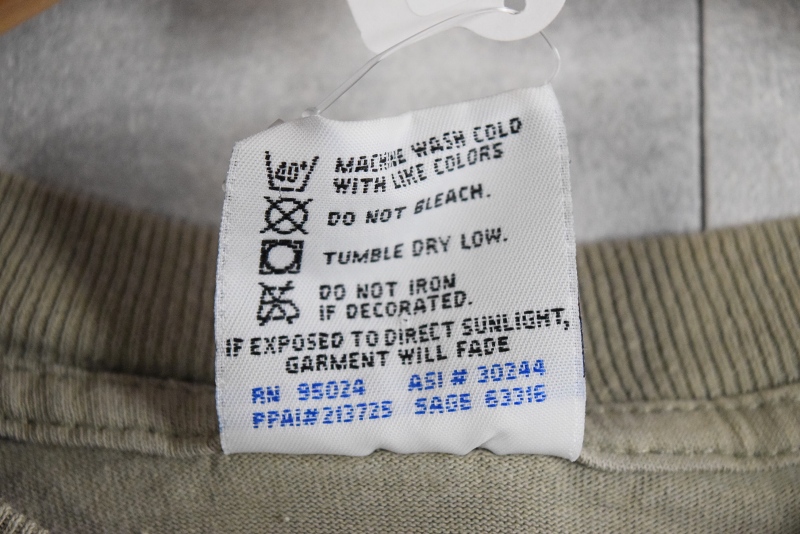 40° MACHINE WASH COLD
WITH LIKE COLORS
DO NOT BLEACH.
TUMBLE DRY LOW.
DO NOT IRON
IF DECORATED.
IF EXPOSED TO DIRECT SUNLIGHT,
GARMENT WILL FADE
RN 95024 ASI # 30244
PPAI#213725 SAGE 63316